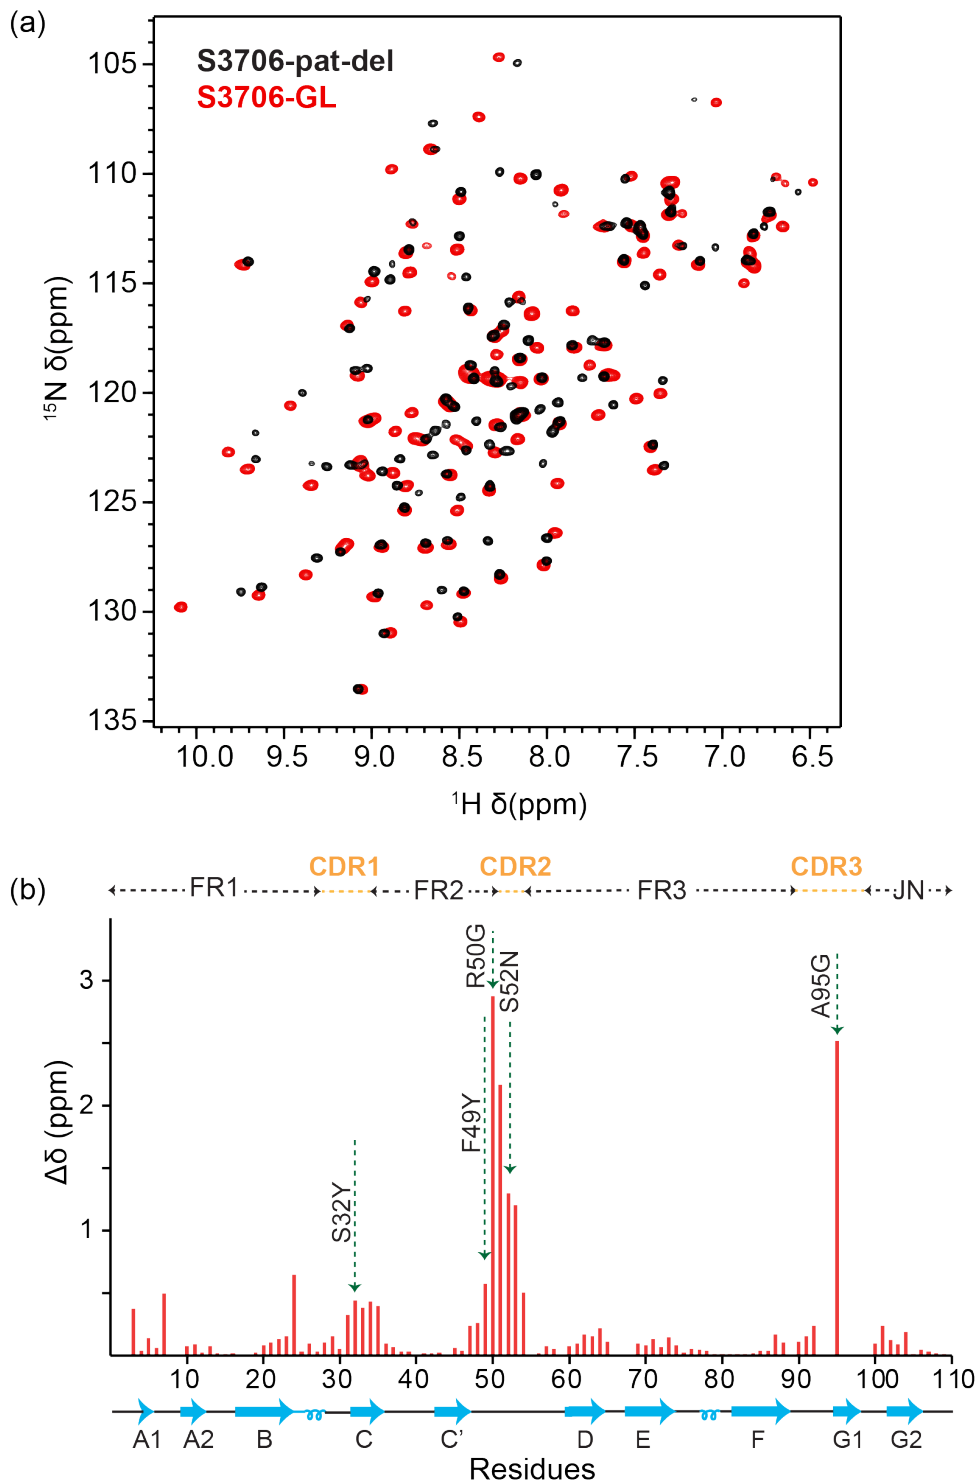 (a)
S3706-pat-del
S3706-GL
105
110
115
120
125
130
135
¹⁵N δ(ppm)
10.0 9.5 9.0 8.5 8.0 7.5 7.0 6.5
¹H δ(ppm)
(b)
FR1 CDR1 FR2 CDR2 FR3 CDR3 JN
3
2
1
Δδ (ppm)
S32Y
F49Y
R50G
S52N
A95G
10 20 30 40 50 60 70 80 90 100 110
A1 A2 B C C' D E F G1 G2
Residues